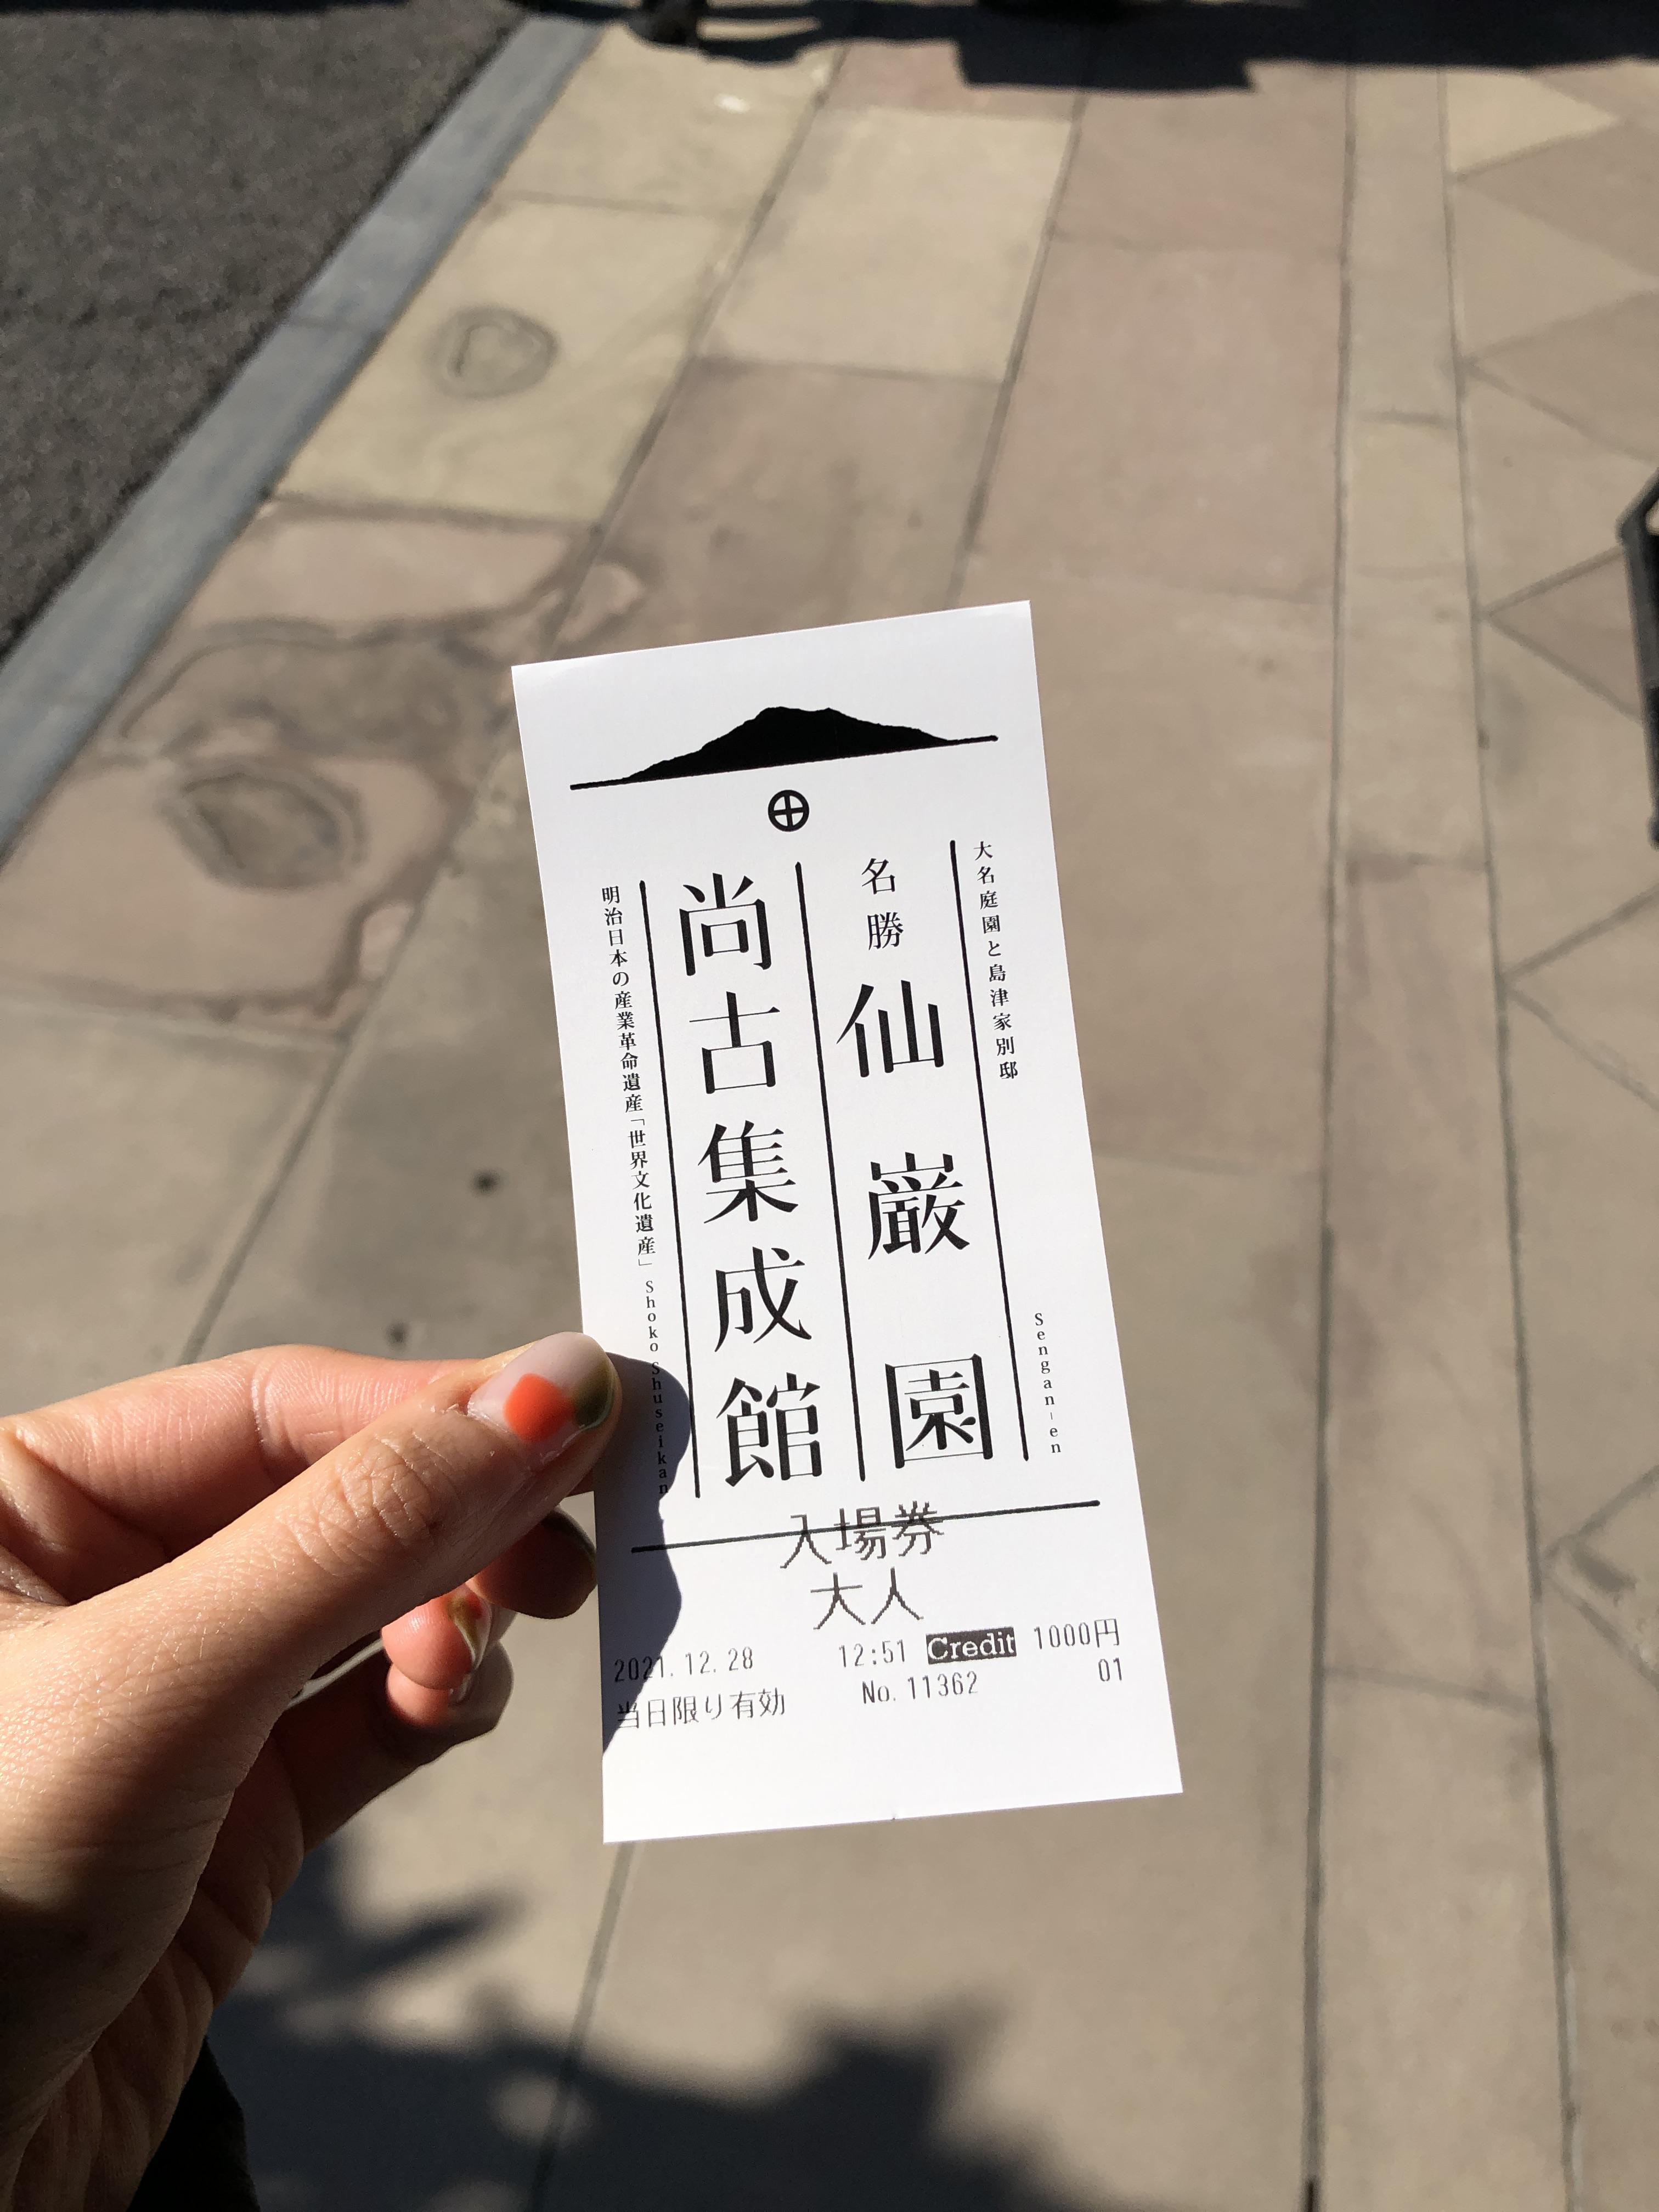 大名庭園と島津家別邸
Sengan-en
名勝 仙巌園
尚古集成館
明治日本の産業革命遺産「世界文化遺産」 Shoko Shuseikan
入場券
大人
2021.12.28 12:51 Credit 1000円
当日限り有効 No.11362 01